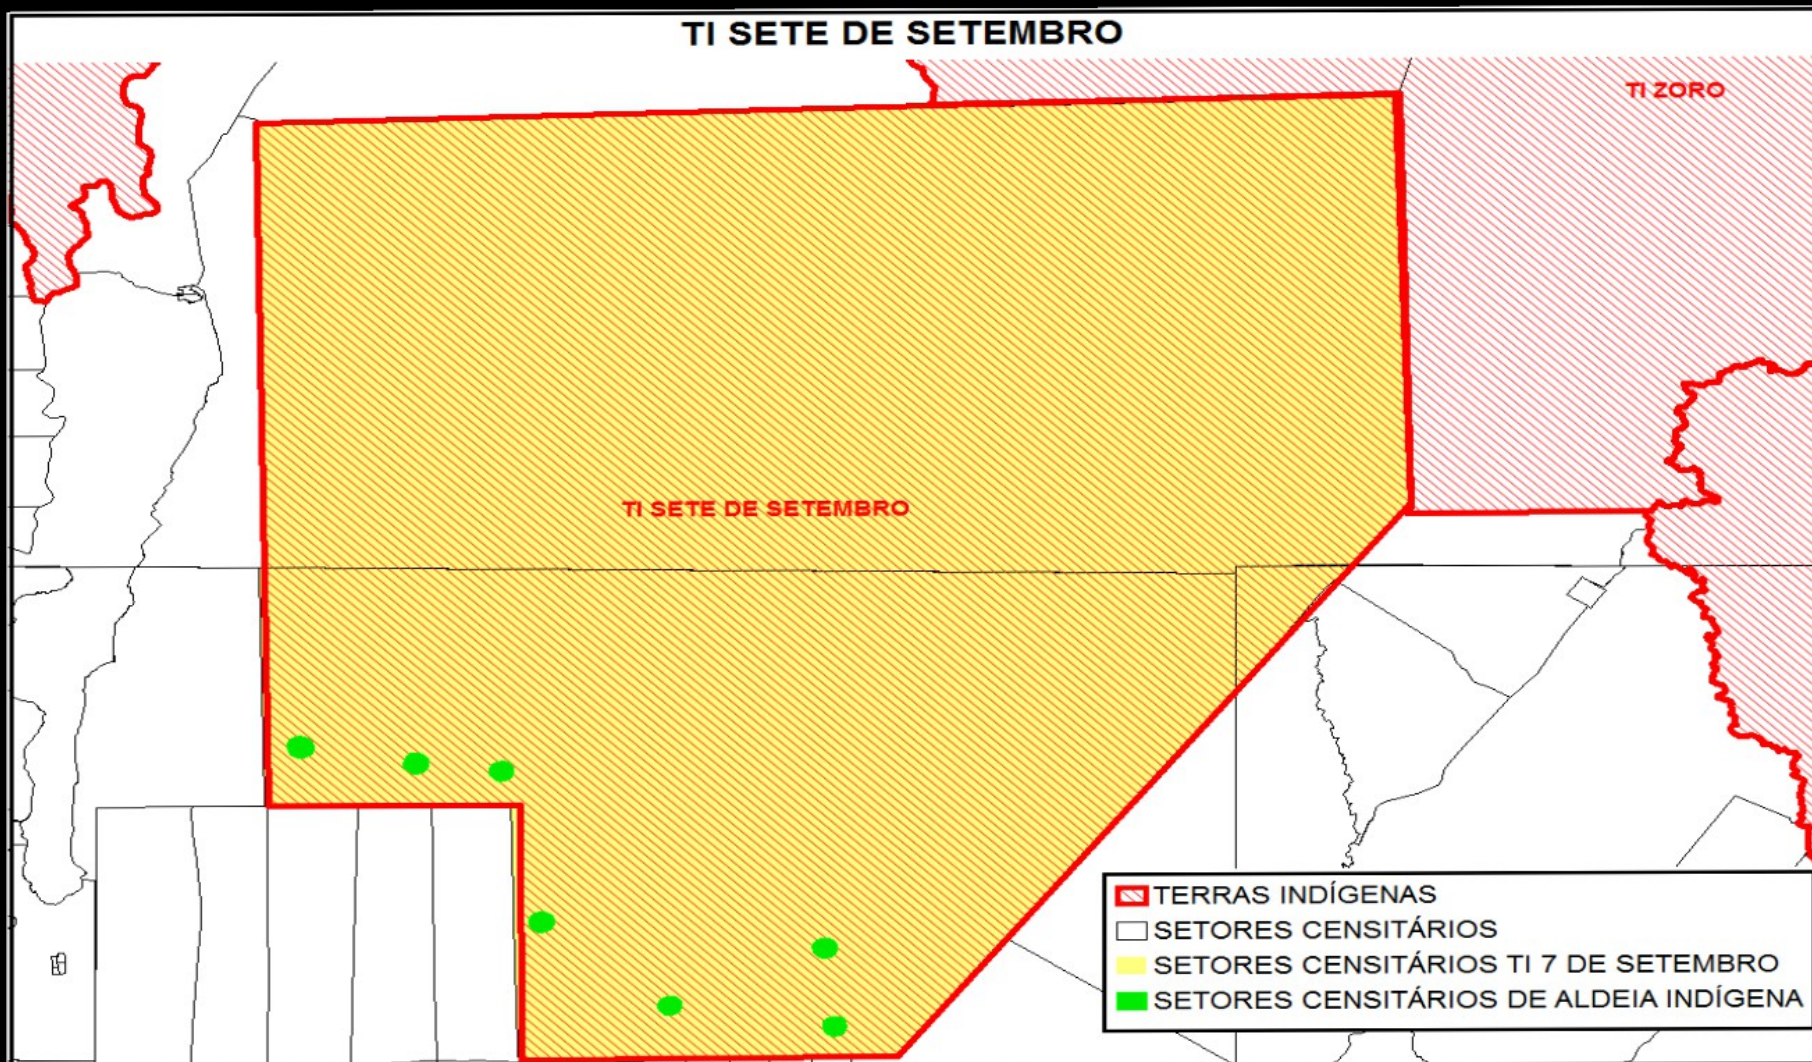 TI SETE DE SETEMBRO
TI ZORO
TI SETE DE SETEMBRO
TERRAS INDÍGENAS
SETORES CENSITÁRIOS
SETORES CENSITÁRIOS TI 7 DE SETEMBRO
SETORES CENSITÁRIOS DE ALDEIA INDÍGENA